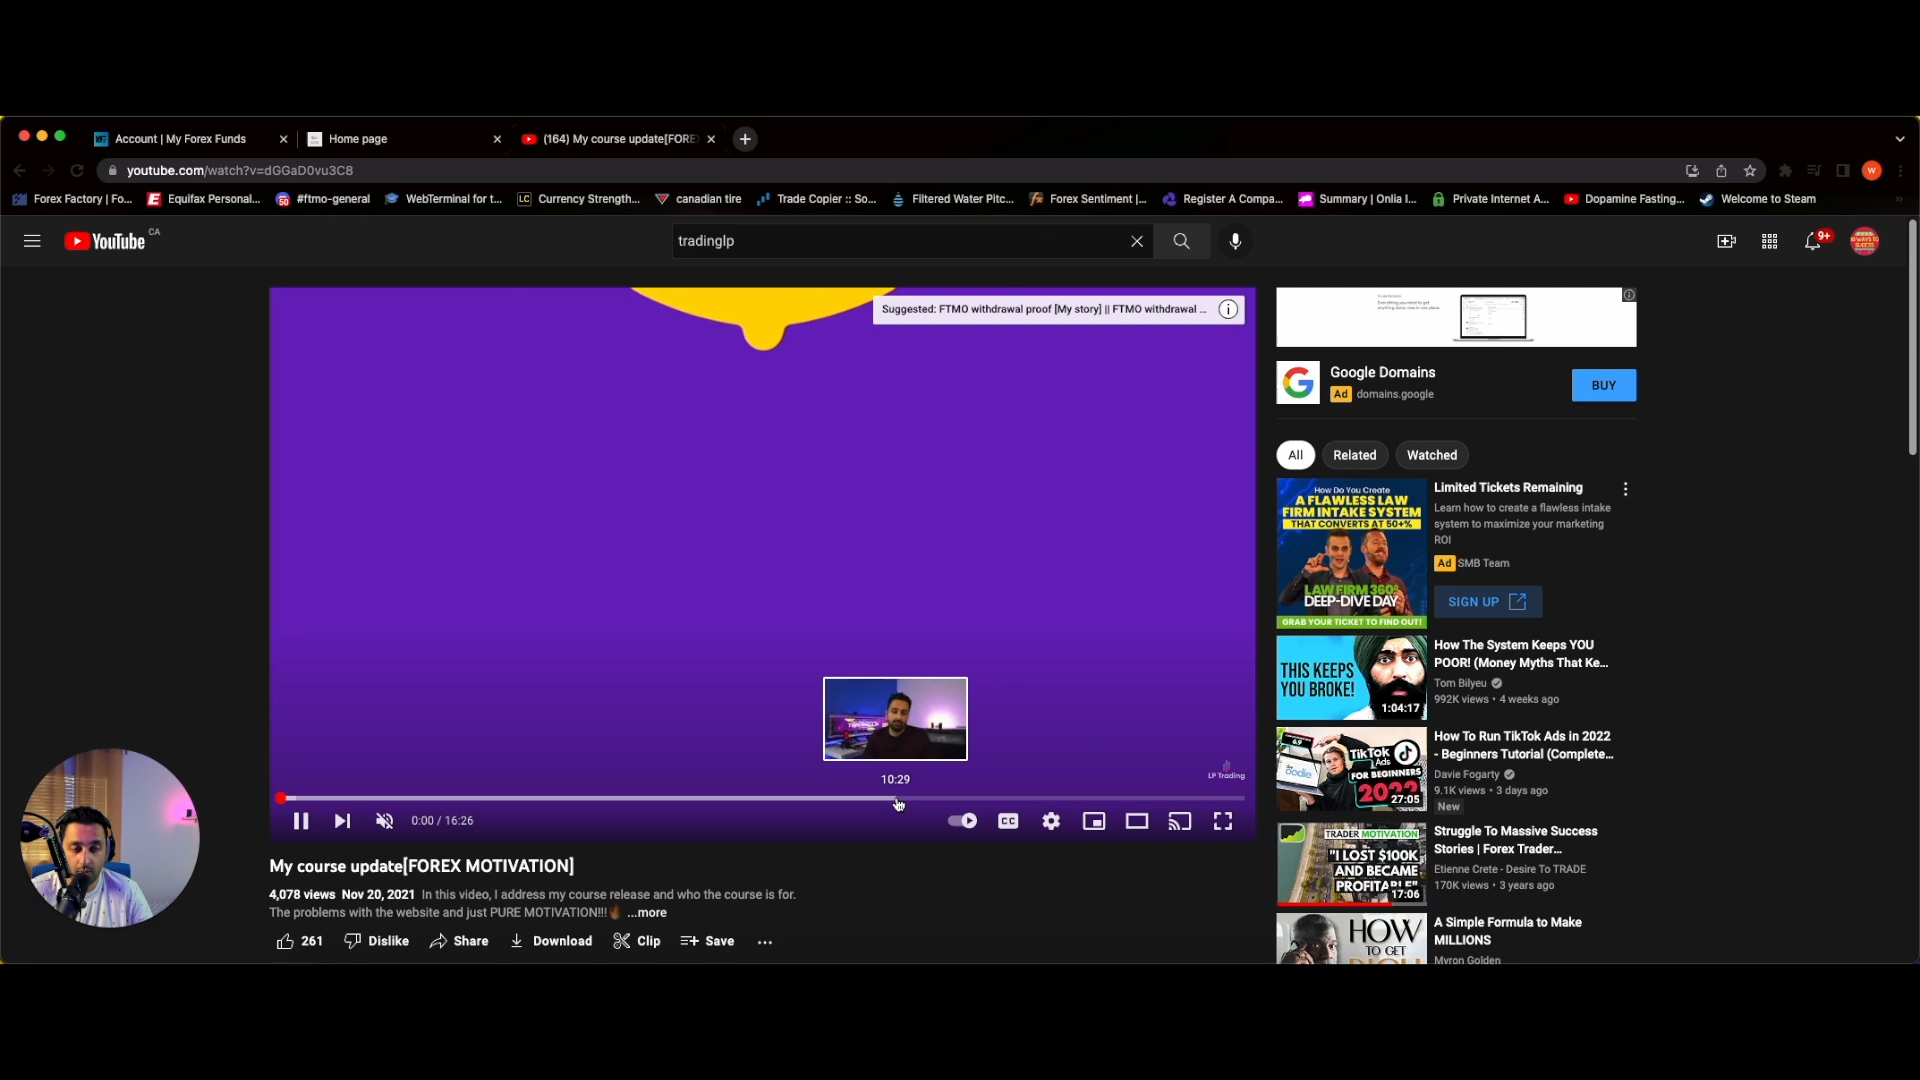 Account | My Forex Funds
Home page
(164) My course update[FORE
youtube.com/watch?v=dGGaD0vu3C8
W
Forex Factory | Fo...
Equifax Personal...
#ftmo-general
WebTerminal for t...
Currency Strength...
canadian tire
Trade Copier :: So...
Filtered Water Pitc...
Forex Sentiment |...
Register A Compa...
Summary | Onlia I...
Private Internet A...
Dopamine Fasting...
Welcome to Steam
YouTube CA
tradinglp
9+
Suggested: FTMO withdrawal proof [My story] || FTMO withdrawal ...
10:29
LP Trading
0:00 / 16:26
CC
My course update[FOREX MOTIVATION]
4,078 views Nov 20, 2021 In this video, I address my course release and who the course is for.
The problems with the website and just PURE MOTIVATION!!! ...more
261
Dislike
Share
Download
Clip
Save
Google Domains
Ad domains.google
BUY
All
Related
Watched
How Do You Create
A FLAWLESS LAW
FIRM INTAKE SYSTEM
THAT CONVERTS AT 50+%
LAW FIRM 360°
DEEP-DIVE DAY
GRAB YOUR TICKET TO FIND OUT!
Limited Tickets Remaining
Learn how to create a flawless intake
system to maximize your marketing
ROI
Ad SMB Team
SIGN UP
THIS KEEPS
YOU BROKE!
1:04:17
How The System Keeps YOU
POOR! (Money Myths That Ke...
Tom Bilyeu
992K views • 4 weeks ago
TikTok
Ads
FOR BEGINNERS
2022
27:05
How To Run TikTok Ads in 2022
- Beginners Tutorial (Complete...
Davie Fogarty
9.1K views • 3 days ago
New
TRADER MOTIVATION
"I LOST $100K
AND BECAME
17:06
Struggle To Massive Success
Stories | Forex Trader...
Etienne Crete - Desire To TRADE
170K views • 3 years ago
HOW
TO GET
A Simple Formula to Make
MILLIONS
Myron Golden